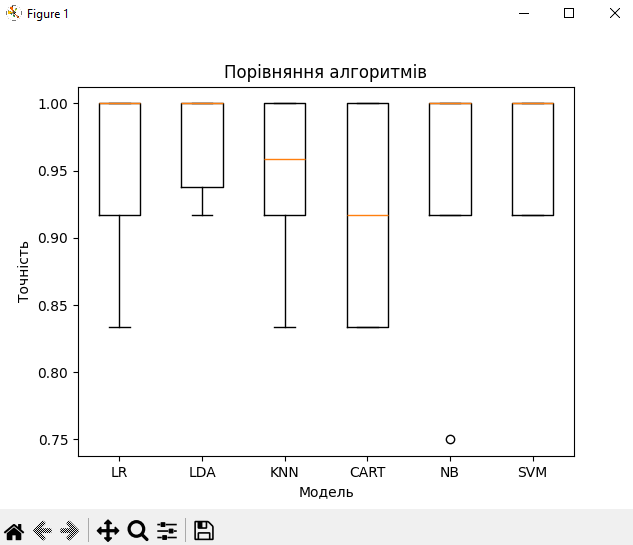 Figure 1
Порівняння алгоритмів
1.00
0.95
0.90
0.85
0.80
0.75
Точність
LR LDA KNN CART NB SVM
Модель